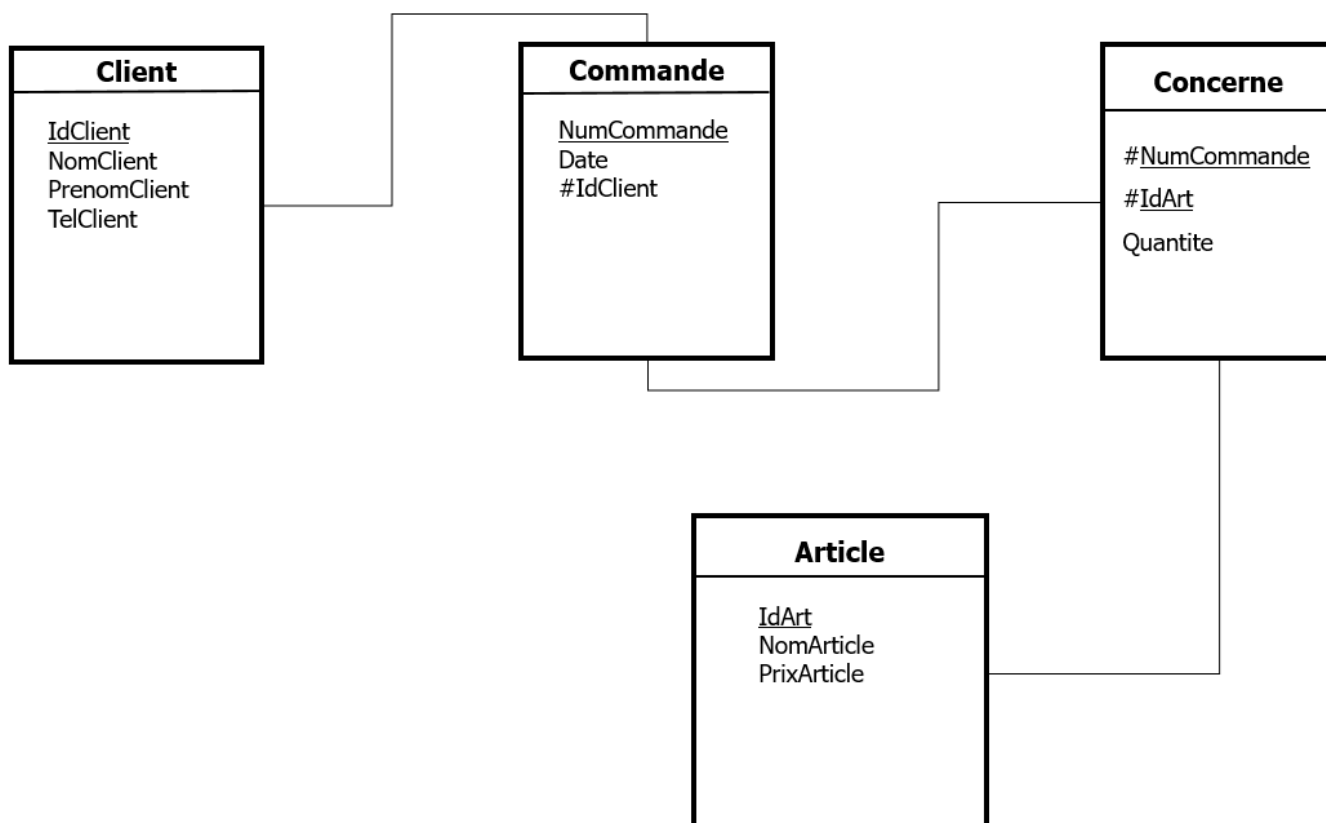 Client
IdClient
NomClient
PrenomClient
TelClient
Commande
NumCommande
Date
#IdClient
Concerne
#NumCommande
#IdArt
Quantite
Article
IdArt
NomArticle
PrixArticle